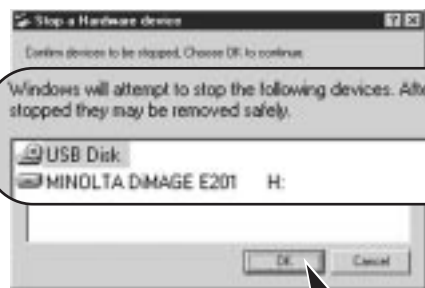 Stop a Hardware device
Confirm devices to be stopped, Choose OK to continue.
Windows will attempt to stop the following devices. Afte
stopped they may be removed safely.
USB Disk
MINOLTA DiMAGE E201 H:
OK Cancel